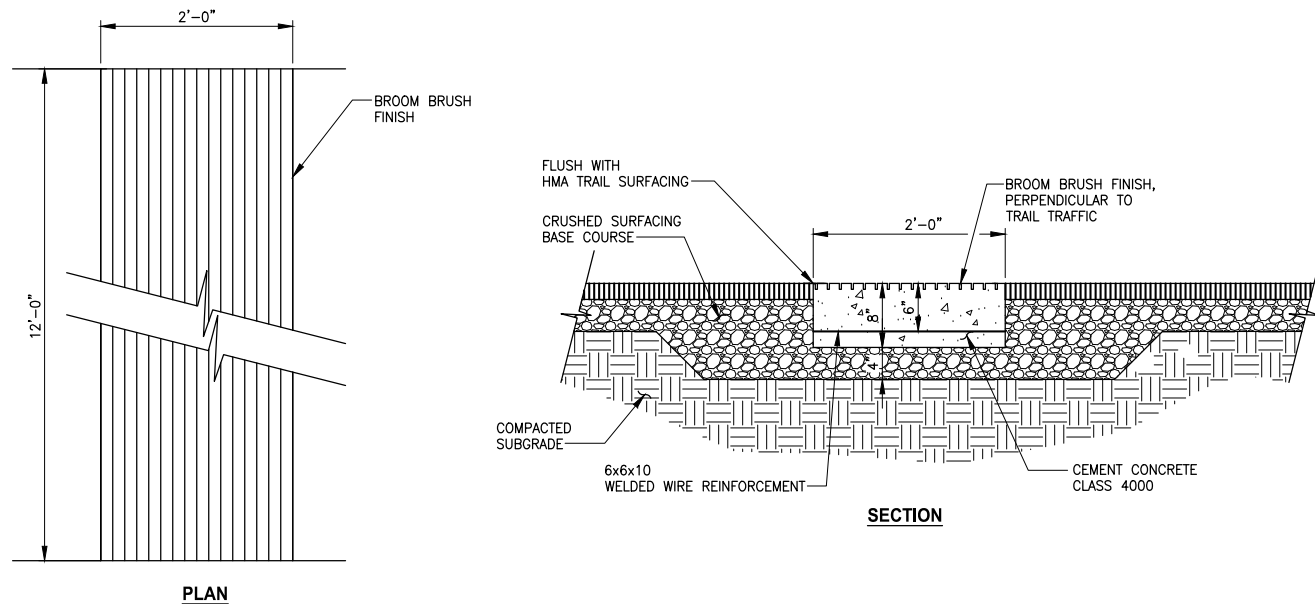 2'-0"
BROOM BRUSH
FINISH
12'-0"
PLAN
FLUSH WITH
HMA TRAIL SURFACING
CRUSHED SURFACING
BASE COURSE
2'-0"
BROOM BRUSH FINISH,
PERPENDICULAR TO
TRAIL TRAFFIC
8"
6"
4"
COMPACTED
SUBGRADE
6x6x10
WELDED WIRE REINFORCEMENT
CEMENT CONCRETE
CLASS 4000
SECTION